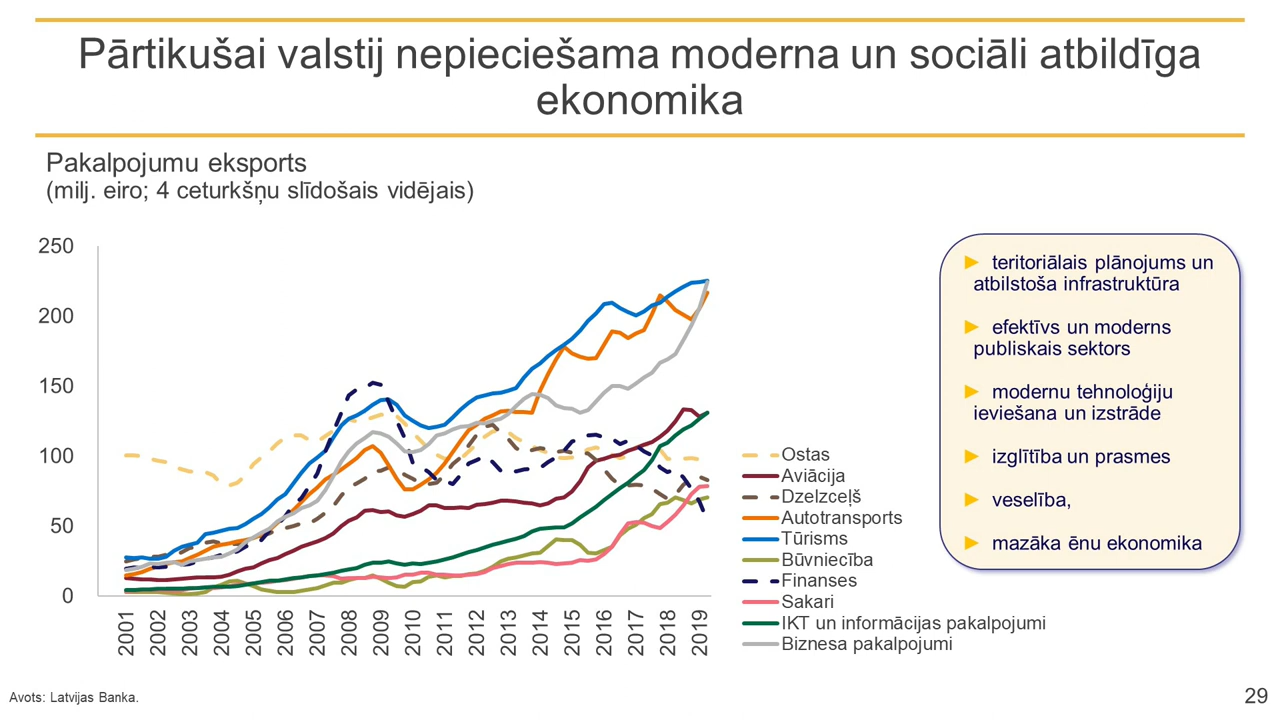 Pārtikušai valstij nepieciešama moderna un sociāli atbildīga
ekonomika
Pakalpojumu eksports
(milj. eiro; 4 ceturkšņu slīdošais vidējais)
250
200
150
100
50
0
2001
2002
2003
2004
2005
2006
2007
2008
2009
2010
2011
2012
2013
2014
2015
2016
2017
2018
2019
Ostas
Aviācija
Dzelzceļš
Autotransports
Tūrisms
Būvniecība
Finanses
Sakari
IKT un informācijas pakalpojumi
Biznesa pakalpojumi
► teritoriālais plānojums un
atbilstoša infrastruktūra
► efektīvs un moderns
publiskais sektors
► modernu tehnoloģiju
ieviešana un izstrāde
► izglītība un prasmes
► veselība,
► mazāka ēnu ekonomika
Avots: Latvijas Banka.
29